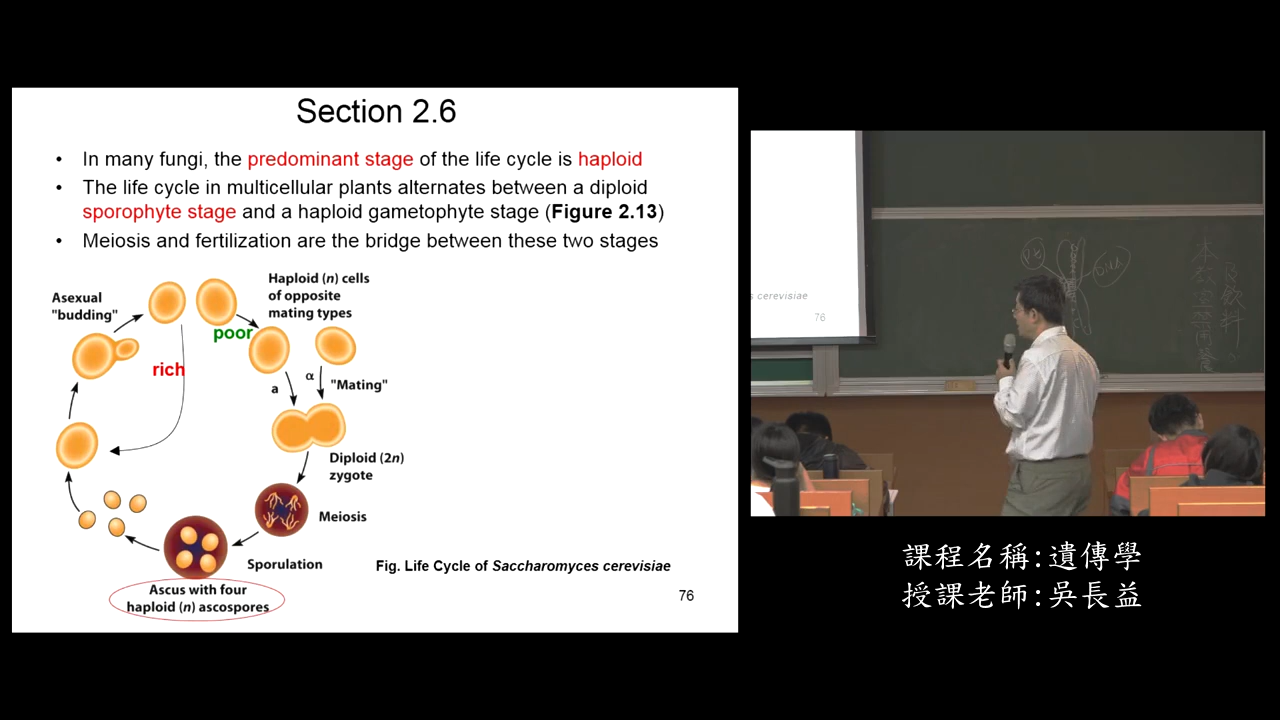 Section 2.6
• In many fungi, the predominant stage of the life cycle is haploid
• The life cycle in multicellular plants alternates between a diploid
sporophyte stage and a haploid gametophyte stage (Figure 2.13)
• Meiosis and fertilization are the bridge between these two stages
Asexual
"budding"
Haploid (n) cells
of opposite
mating types
poor
rich
a
α
"Mating"
Diploid (2n)
zygote
Meiosis
Sporulation
Ascus with four
haploid (n) ascospores
Fig. Life Cycle of Saccharomyces cerevisiae
76
s cerevisiae
76
課程名稱:遺傳學
授課老師:吳長益